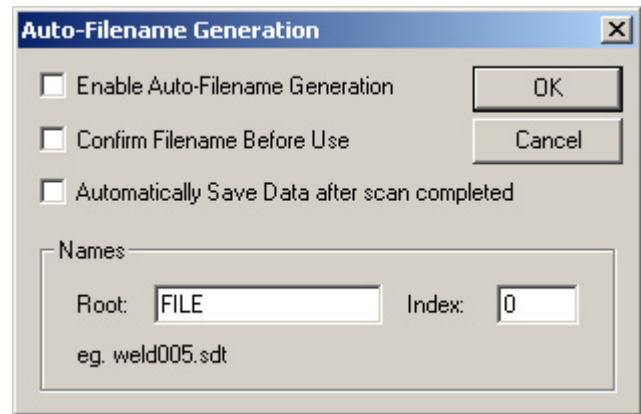 Auto-Filename Generation
Enable Auto-Filename Generation
OK
Confirm Filename Before Use
Cancel
Automatically Save Data after scan completed
Names
Root: FILE Index: 0
eg. weld005.sdt